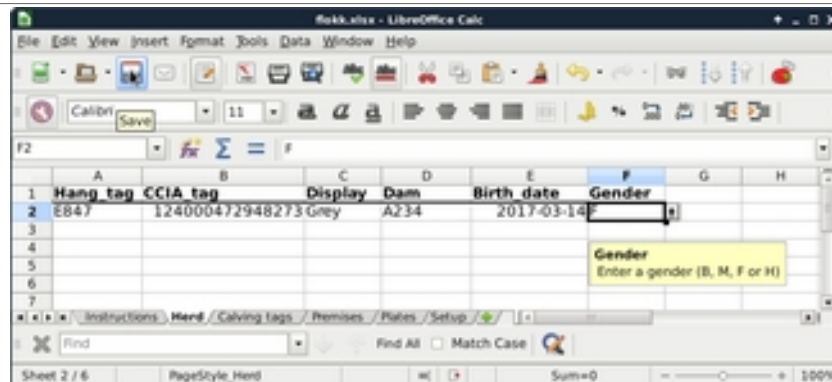 flokk.xlsx - LibreOffice Calc
File Edit View Insert Format Tools Data Window Help
Calibri 11
Save
F2 F
A B C D E F G H
1 Hang_tag CCIA_tag Display Dam Birth_date Gender
2 E847 124000472948273 Grey A234 2017-03-14 F
3
4
Gender
5
Enter a gender (B, M, F or H)
6
7
Instructions Herd Calving tags Premises Plates Setup
Find Find All Match Case
Sheet 2 / 6 PageStyle_Herd Sum=0 100%